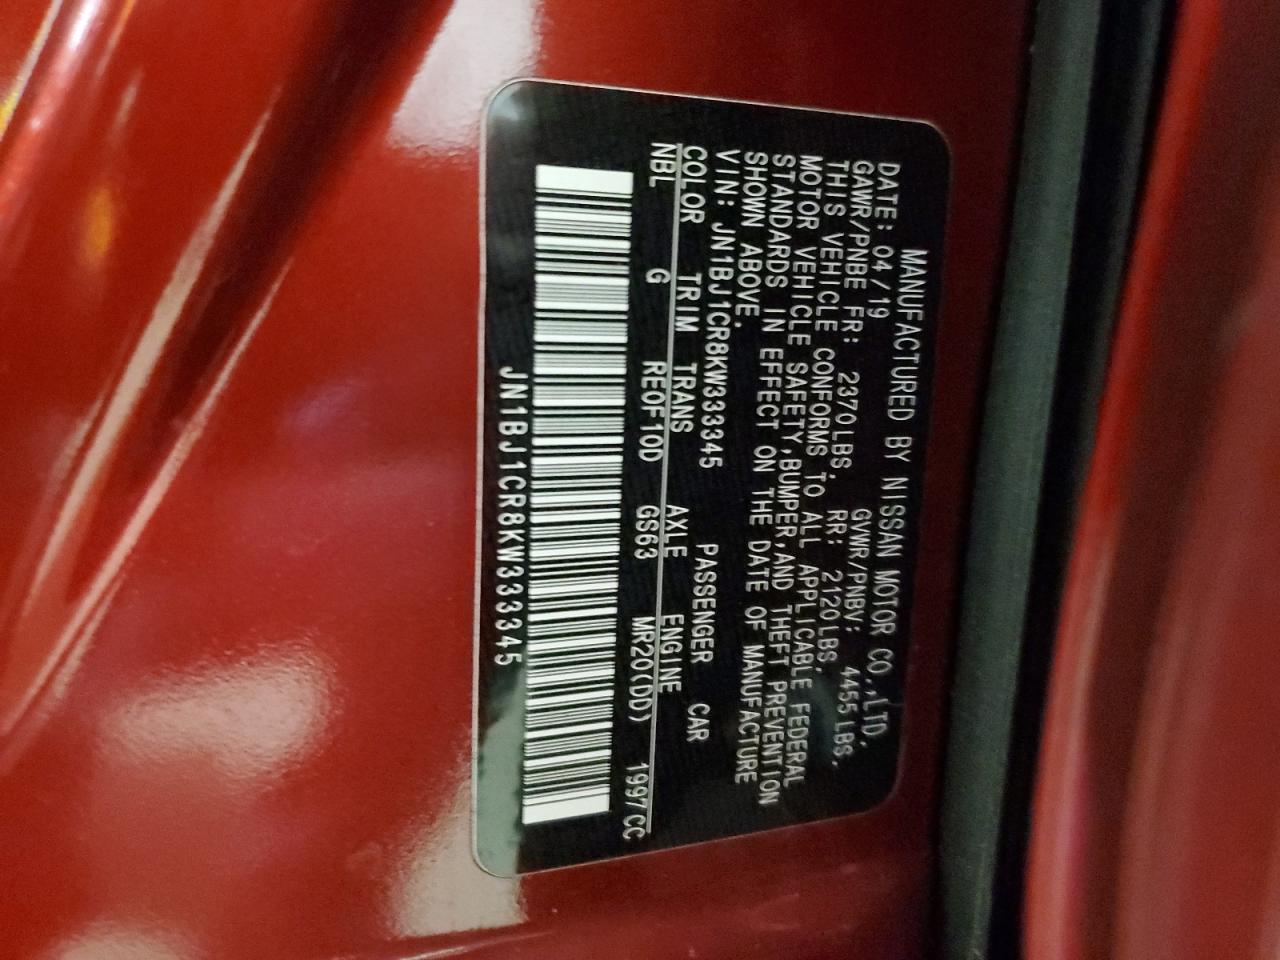 MANUFACTURED BY NISSAN MOTOR CO.,LTD.
DATE: 04/19 GVWR/PNBV: 4455LBS.
GAWR/PNBE FR: 2370LBS. RR: 2120LBS.
THIS VEHICLE CONFORMS TO ALL APPLICABLE FEDERAL
MOTOR VEHICLE SAFETY,BUMPER,AND THEFT PREVENTION
STANDARDS IN EFFECT ON THE DATE OF MANUFACTURE
SHOWN ABOVE.
VIN: JN1BJ1CR8KW333345 PASSENGER CAR
COLOR TRIM TRANS AXLE ENGINE
NBL G RE0F10D GS63 MR20(DD) 1997CC
JN1BJ1CR8KW333345